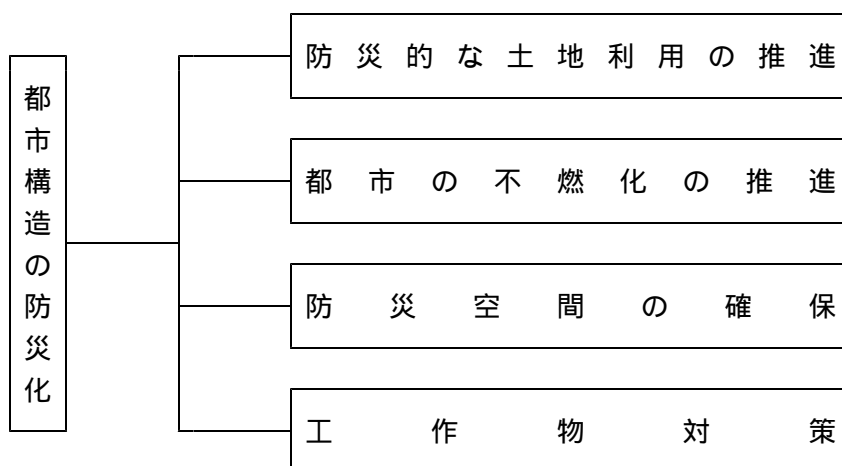 都市構造の防災化
防災的な土地利用の推進
都市の不燃化の推進
防災空間の確保
工作物対策